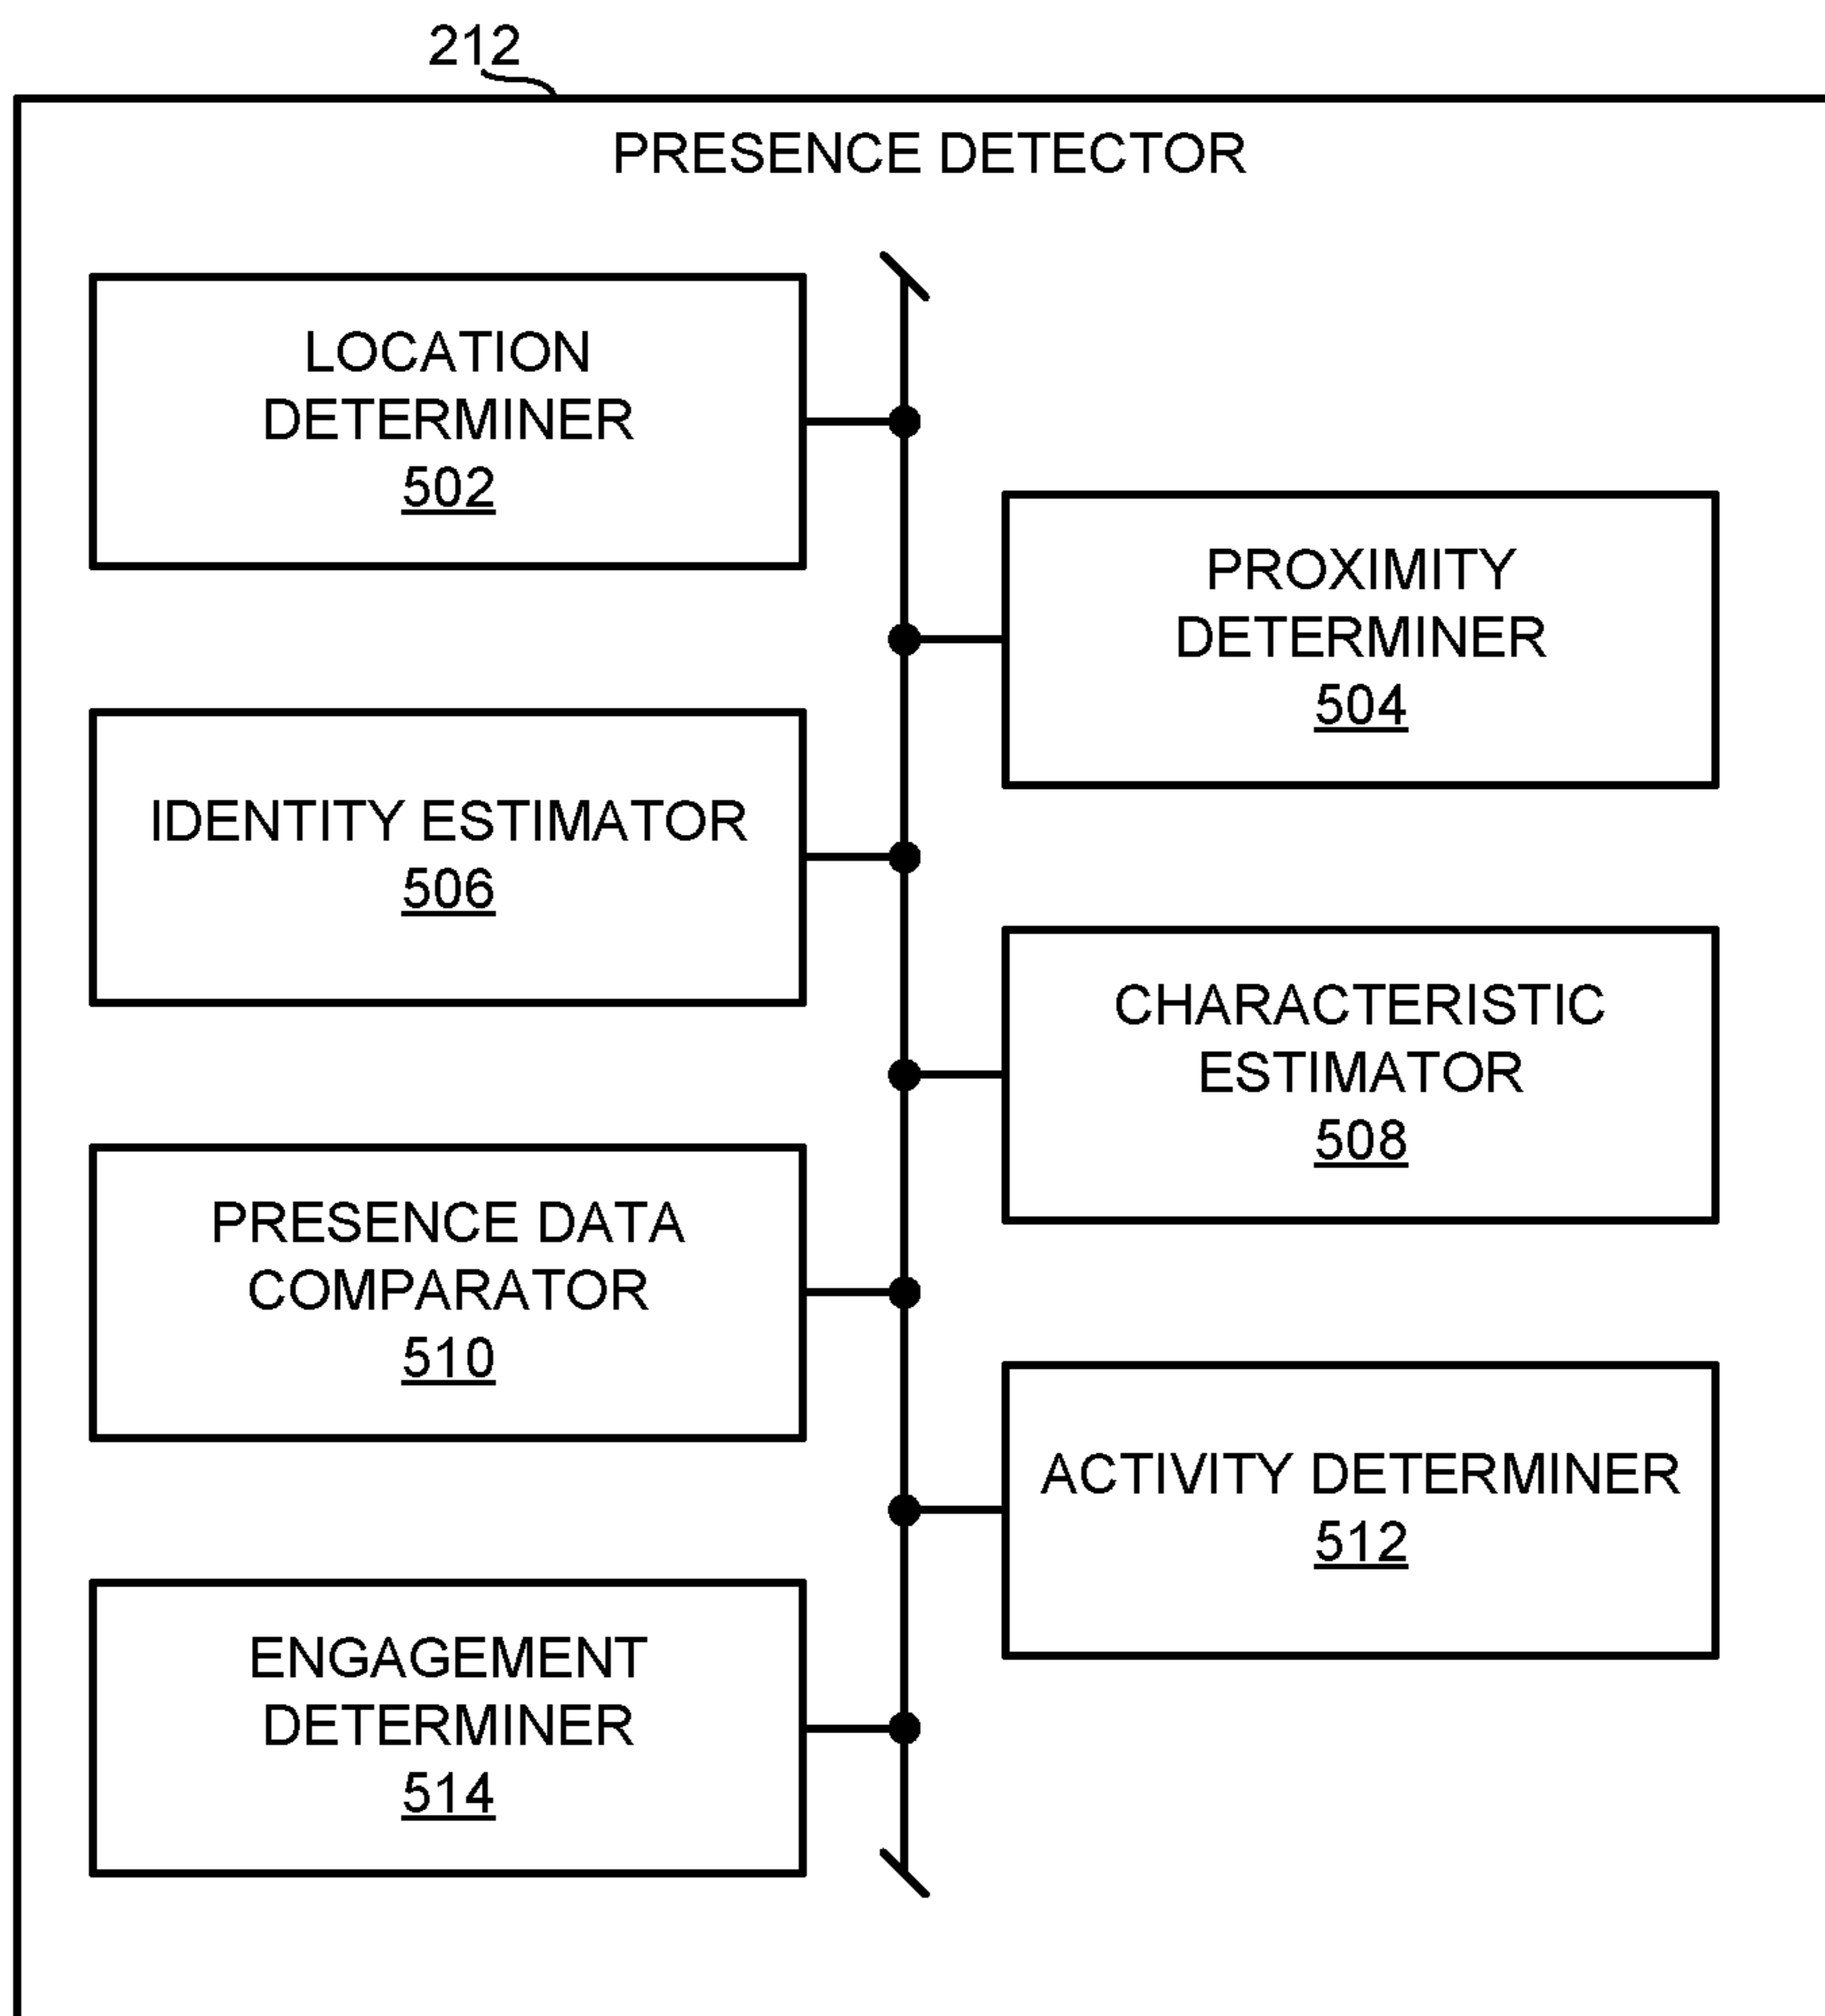 212
PRESENCE DETECTOR
LOCATION
DETERMINER
502
PROXIMITY
DETERMINER
504
IDENTITY ESTIMATOR
506
CHARACTERISTIC
ESTIMATOR
508
PRESENCE DATA
COMPARATOR
510
ACTIVITY DETERMINER
512
ENGAGEMENT
DETERMINER
514